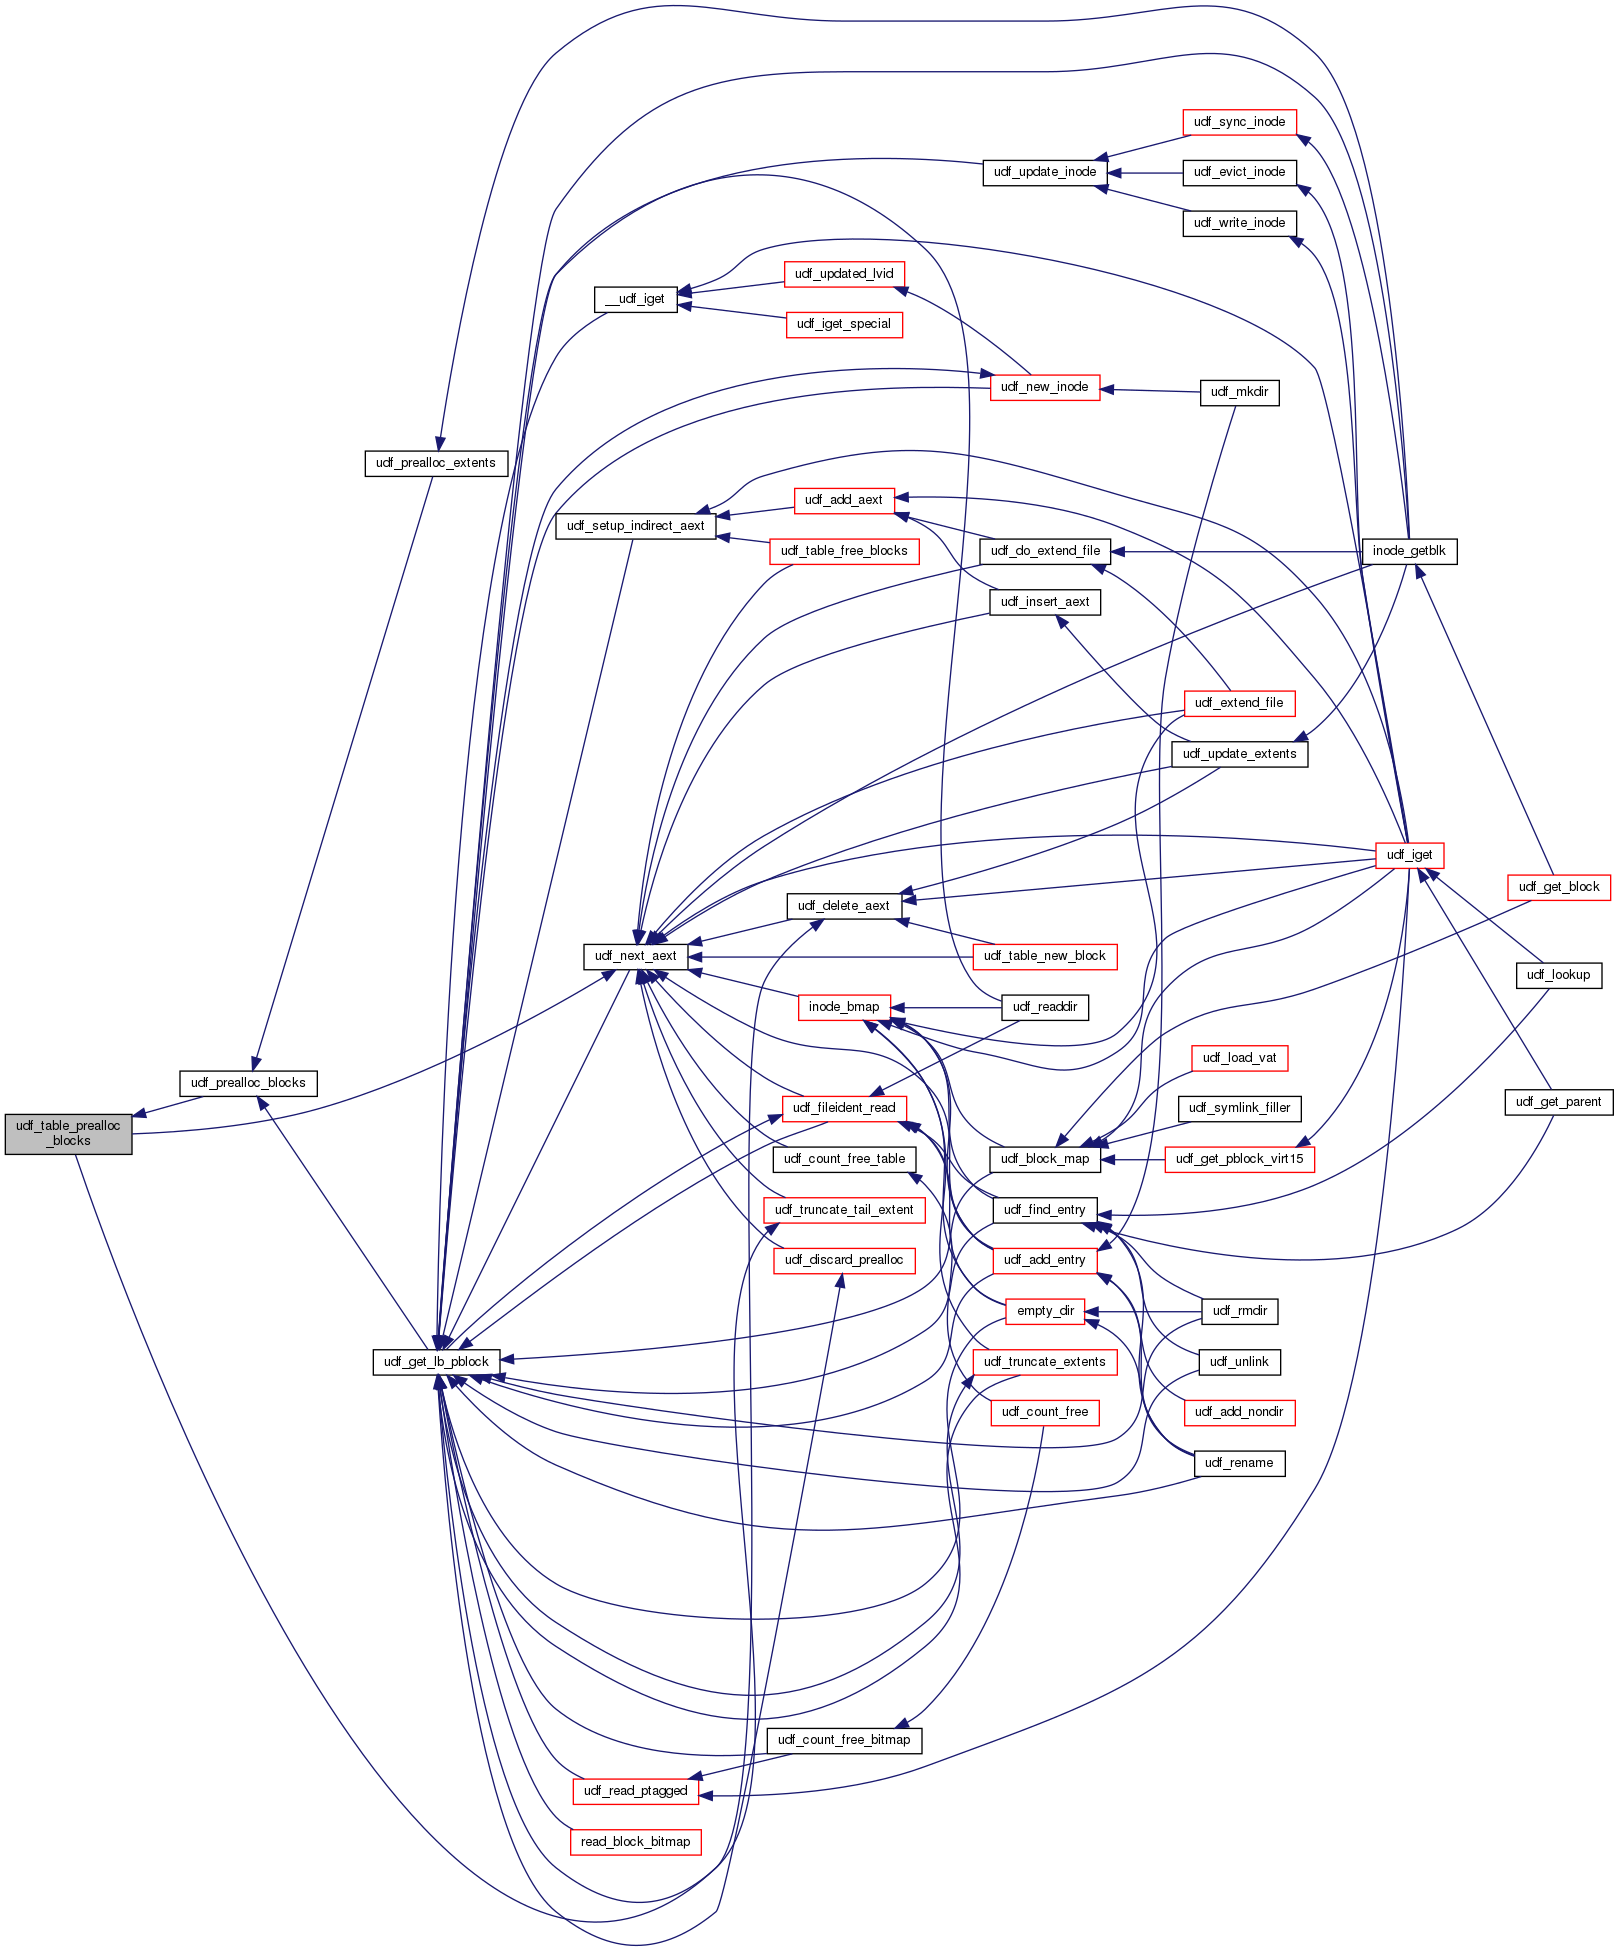 udf_sync_inode
udf_update_inode
udf_evict_inode
udf_write_inode
udf_updated_lvid
__udf_iget
udf_iget_special
udf_new_inode
udf_mkdir
udf_prealloc_extents
udf_add_aext
udf_setup_indirect_aext
udf_table_free_blocks
udf_do_extend_file
inode_getblk
udf_insert_aext
udf_extend_file
udf_update_extents
udf_iget
udf_get_block
udf_delete_aext
udf_next_aext
udf_table_new_block
udf_lookup
inode_bmap
udf_readdir
udf_load_vat
udf_prealloc_blocks
udf_fileident_read
udf_symlink_filler
udf_get_parent
udf_table_prealloc
_blocks
udf_count_free_table
udf_block_map
udf_get_pblock_virt15
udf_truncate_tail_extent
udf_find_entry
udf_discard_prealloc
udf_add_entry
empty_dir
udf_rmdir
udf_get_lb_pblock
udf_truncate_extents
udf_unlink
udf_count_free
udf_add_nondir
udf_rename
udf_count_free_bitmap
udf_read_ptagged
read_block_bitmap